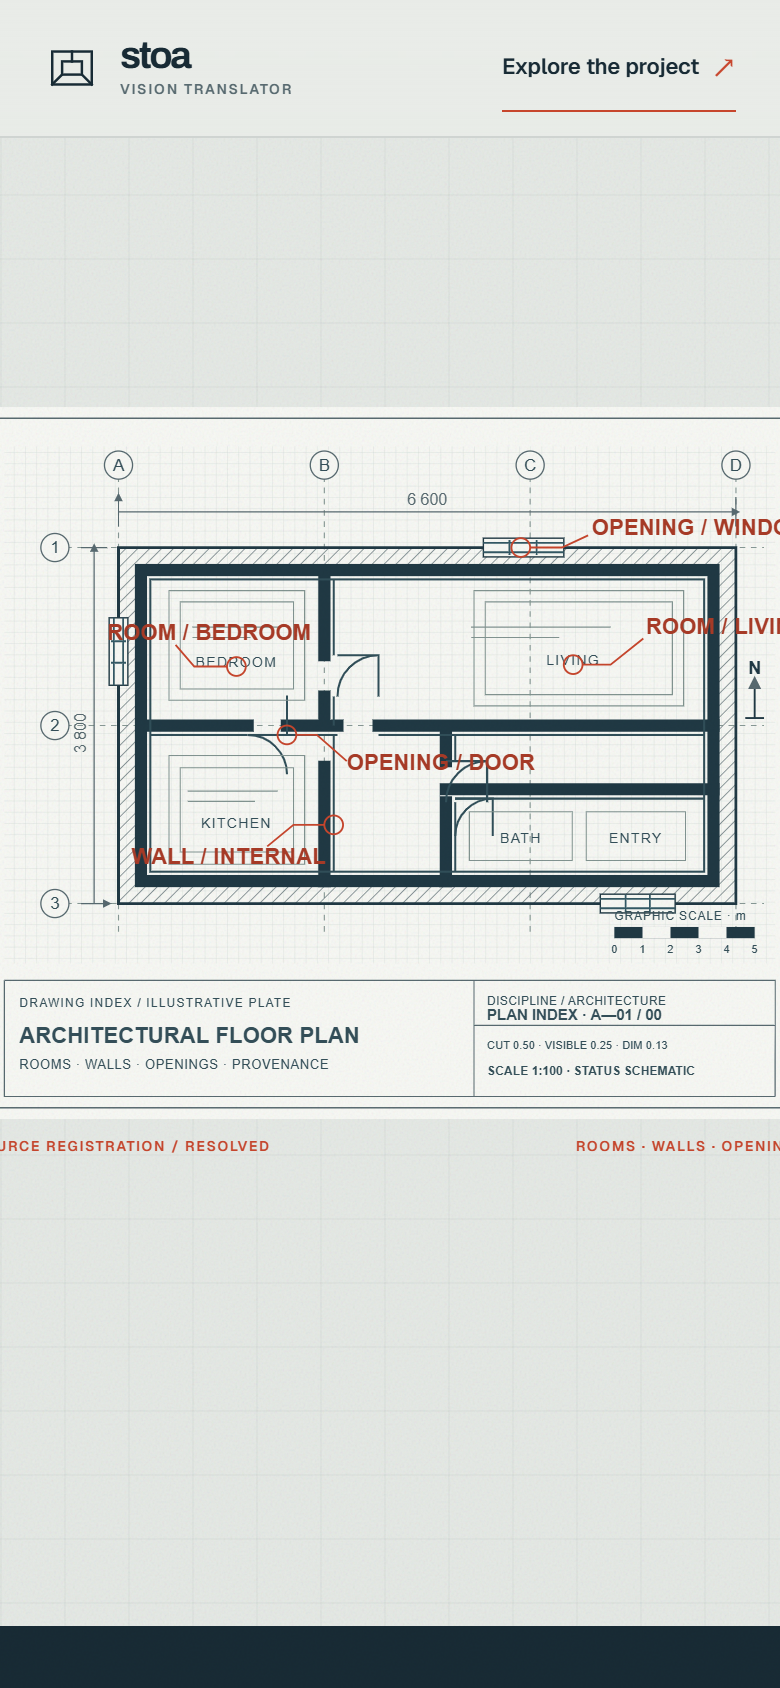 stoa
VISION TRANSLATOR
Explore the project ↗
A B C D
6 600
OPENING / WINDO
1
ROOM / BEDROOM
ROOM / LIVI
BEDROOM
LIVING
N
2
3 800
OPENING / DOOR
KITCHEN
BATH
ENTRY
WALL / INTERNAL
3
GRAPHIC SCALE · m
0 1 2 3 4 5
DRAWING INDEX / ILLUSTRATIVE PLATE
ARCHITECTURAL FLOOR PLAN
ROOMS · WALLS · OPENINGS · PROVENANCE
DISCIPLINE / ARCHITECTURE
PLAN INDEX · A—01 / 00
CUT 0.50 · VISIBLE 0.25 · DIM 0.13
SCALE 1:100 · STATUS SCHEMATIC
URCE REGISTRATION / RESOLVED
ROOMS · WALLS · OPENIN